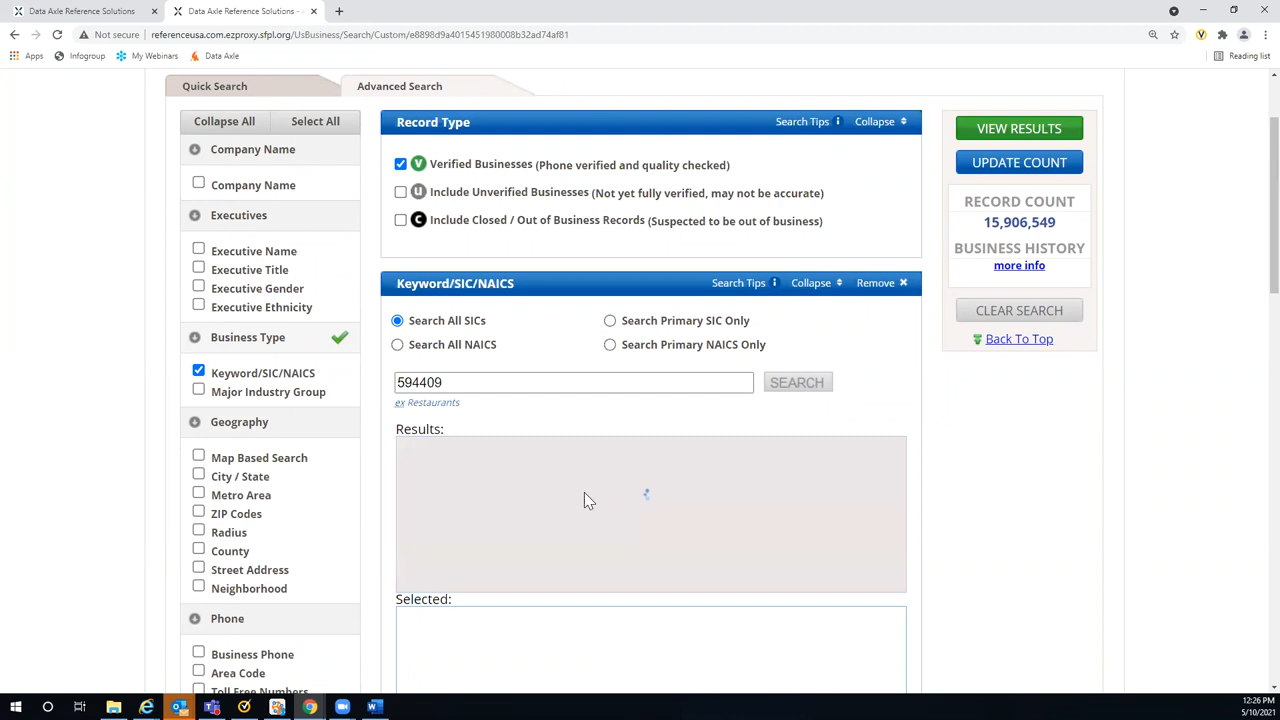 Data Axle Reference Solutions
Data Axle Reference Solutions -
Not secure
referenceusa.com.ezproxy.sfpl.org/UsBusiness/Search/Custom/e8898d9a4015451980008b32ad74af81
Apps
Infogroup
My Webinars
Data Axle
Reading list
Quick Search
Advanced Search
Collapse All
Select All
Company Name
Company Name
Executives
Executive Name
Executive Title
Executive Gender
Executive Ethnicity
Business Type
Keyword/SIC/NAICS
Major Industry Group
Geography
Map Based Search
City / State
Metro Area
ZIP Codes
Radius
County
Street Address
Neighborhood
Phone
Business Phone
Area Code
Toll Free Numbers
Record Type
Search Tips
Collapse
V Verified Businesses (Phone verified and quality checked)
U Include Unverified Businesses (Not yet fully verified, may not be accurate)
C Include Closed / Out of Business Records (Suspected to be out of business)
Keyword/SIC/NAICS
Search Tips
Collapse
Remove
Search All SICs
Search Primary SIC Only
Search All NAICS
Search Primary NAICS Only
594409
SEARCH
ex Restaurants
Results:
Selected:
VIEW RESULTS
UPDATE COUNT
RECORD COUNT
15,906,549
BUSINESS HISTORY
more info
CLEAR SEARCH
Back To Top
12:26 PM
5/10/2021